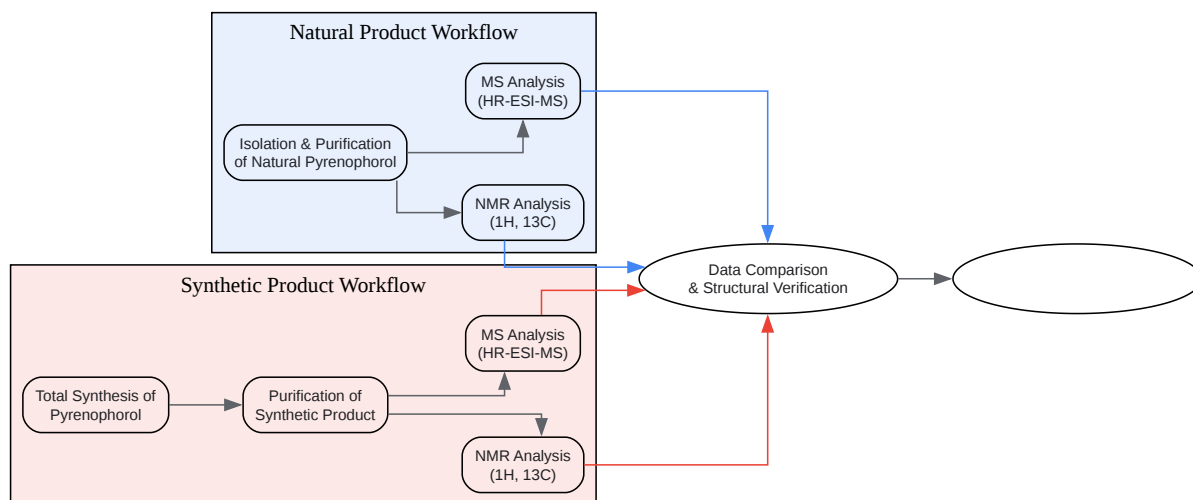 Natural Product Workflow
MS Analysis
(HR-ESI-MS)
Isolation & Purification
of Natural Pyrenophorol
NMR Analysis
(1H, 13C)
Data Comparison
& Structural Verification
Synthetic Product Workflow
MS Analysis
(HR-ESI-MS)
Total Synthesis of
Pyrenophorol
Purification of
Synthetic Product
NMR Analysis
(1H, 13C)